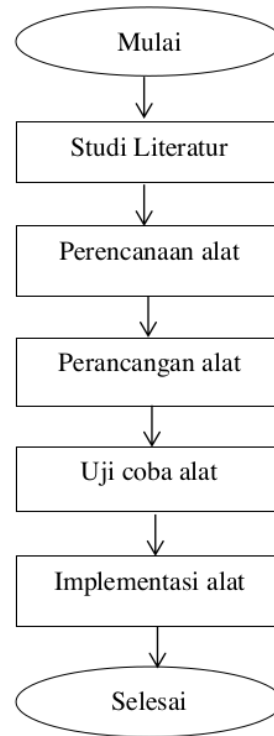 Mulai
Studi Literatur
Perencanaan alat
Perancangan alat
Uji coba alat
Implementasi alat
Selesai